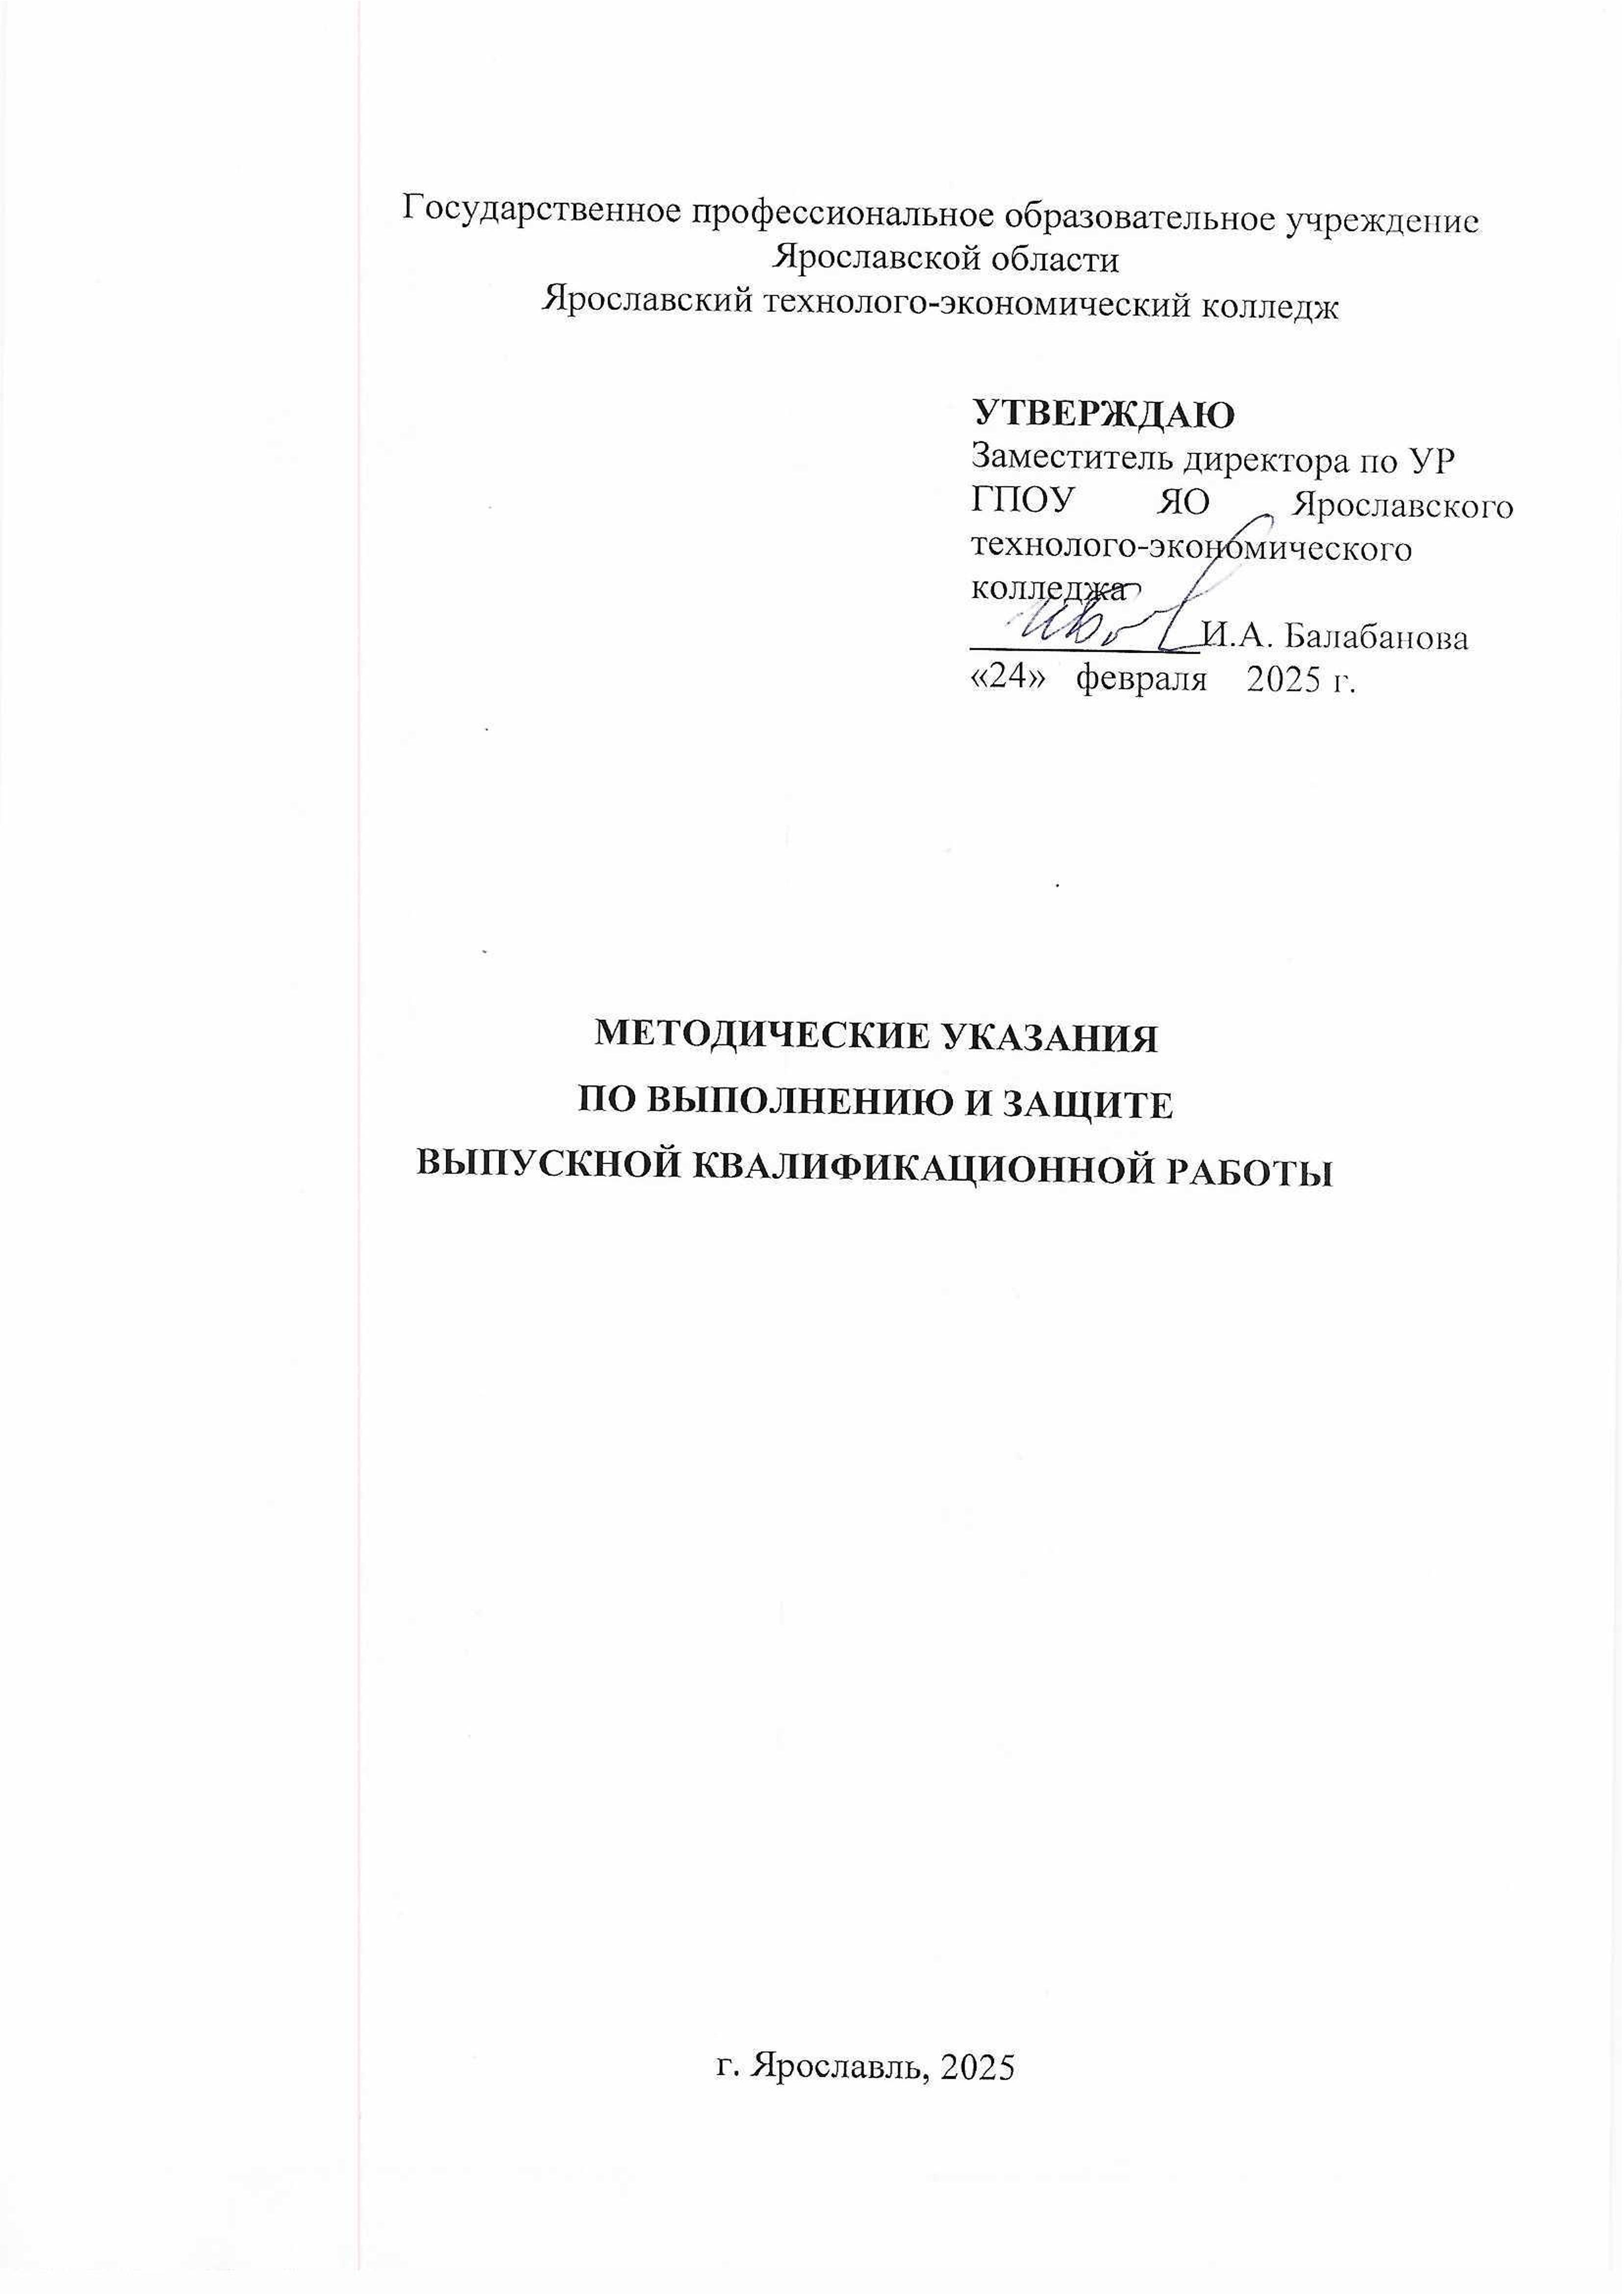 Государственное профессиональное образовательное учреждение
Ярославской области
Ярославский технолого-экономический колледж
УТВЕРЖДАЮ
Заместитель директора по УР
ГПОУ ЯО Ярославского
технолого-экономического
колледжа
И.А. Балабанова
«24» февраля 2025 г.
МЕТОДИЧЕСКИЕ УКАЗАНИЯ
ПО ВЫПОЛНЕНИЮ И ЗАЩИТЕ
ВЫПУСКНОЙ КВАЛИФИКАЦИОННОЙ РАБОТЫ
г. Ярославль, 2025